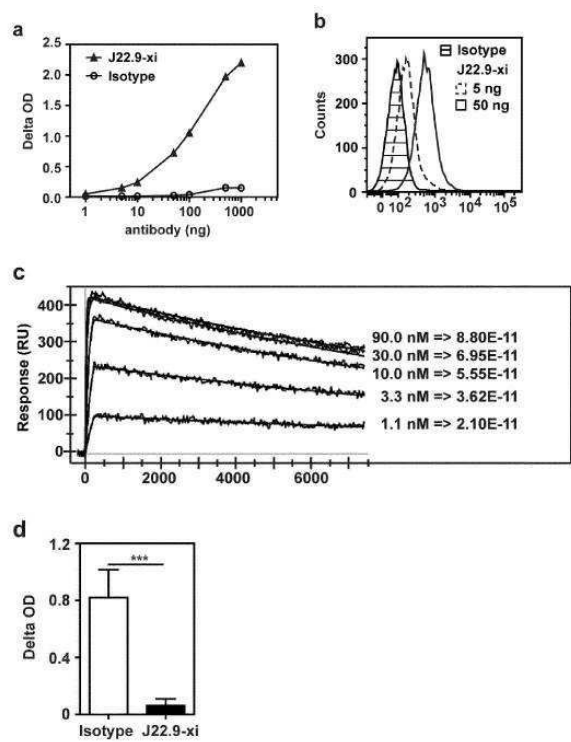 a
2.5
2.0
1.5
1.0
0.5
0.0
Delta OD
J22.9-xi
Isotype
1 10 100 1000
antibody (ng)
b
300
200
100
0
Counts
Isotype
J22.9-xi
5 ng
50 ng
0 10² 10³ 10⁴ 10⁵
c
400
300
200
100
0
Response (RU)
90.0 nM => 8.80E-11
30.0 nM => 6.95E-11
10.0 nM => 5.55E-11
3.3 nM => 3.62E-11
1.1 nM => 2.10E-11
0 2000 4000 6000
d
1.2
0.8
0.4
0
Delta OD
***
Isotype J22.9-xi